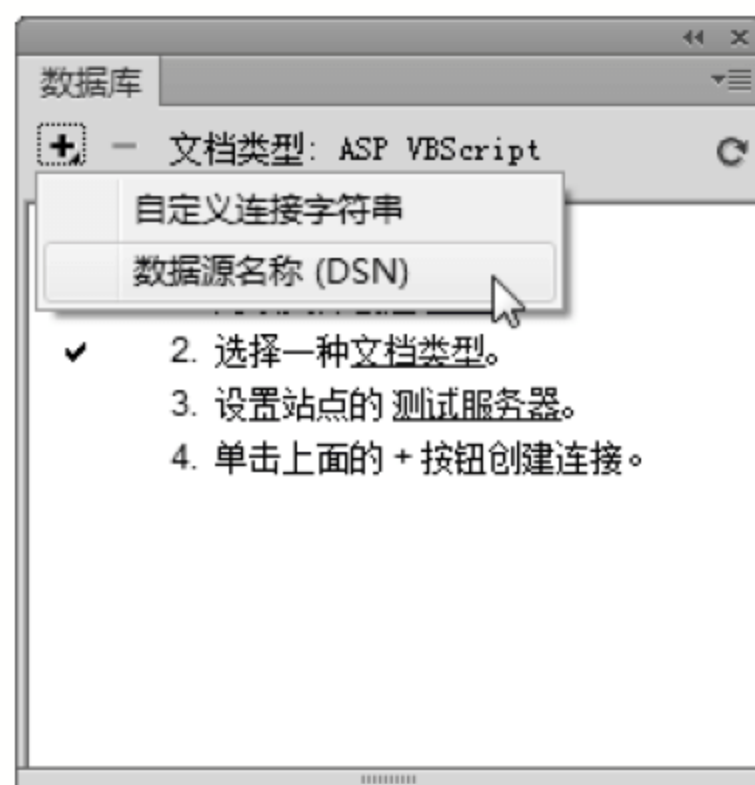 数据库
文档类型: ASP VBScript
自定义连接字符串
数据源名称 (DSN)
2. 选择一种文档类型。
3. 设置站点的 测试服务器。
4. 单击上面的 + 按钮创建连接。